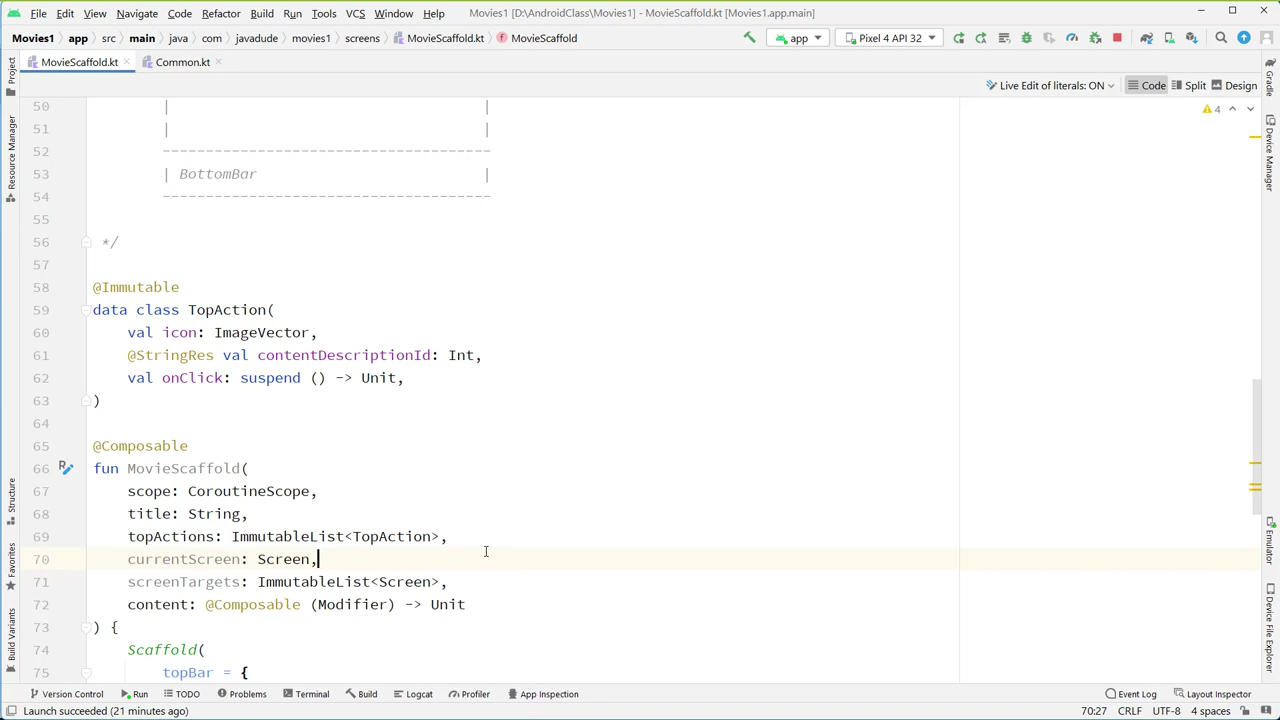 File Edit View Navigate Code Refactor Build Run Tools VCS Window Help Movies1 [D:\AndroidClass\Movies1] - MovieScaffold.kt [Movies1.app.main]
Movies1 app src main java com javadude movies1 screens MovieScaffold.kt MovieScaffold app Pixel 4 API 32
MovieScaffold.kt Common.kt
Live Edit of literals: ON Code Split Design
4
50 | |
51 | |
52 --------------------------------------
53 | BottomBar |
54 --------------------------------------
55
56 */
57
58 @Immutable
59 data class TopAction(
60 val icon: ImageVector,
61 @StringRes val contentDescriptionId: Int,
62 val onClick: suspend () -> Unit,
63 )
64
65 @Composable
66 fun MovieScaffold(
67 scope: CoroutineScope,
68 title: String,
69 topActions: ImmutableList<TopAction>,
70 currentScreen: Screen,
71 screenTargets: ImmutableList<Screen>,
72 content: @Composable (Modifier) -> Unit
73 ) {
74 Scaffold(
75 topBar = {
Project
Resource Manager
Structure
Favorites
Build Variants
Gradle
Device Manager
Emulator
Device File Explorer
Version Control Run TODO Problems Terminal Build Logcat Profiler App Inspection Event Log Layout Inspector
Launch succeeded (21 minutes ago) 70:27 CRLF UTF-8 4 spaces